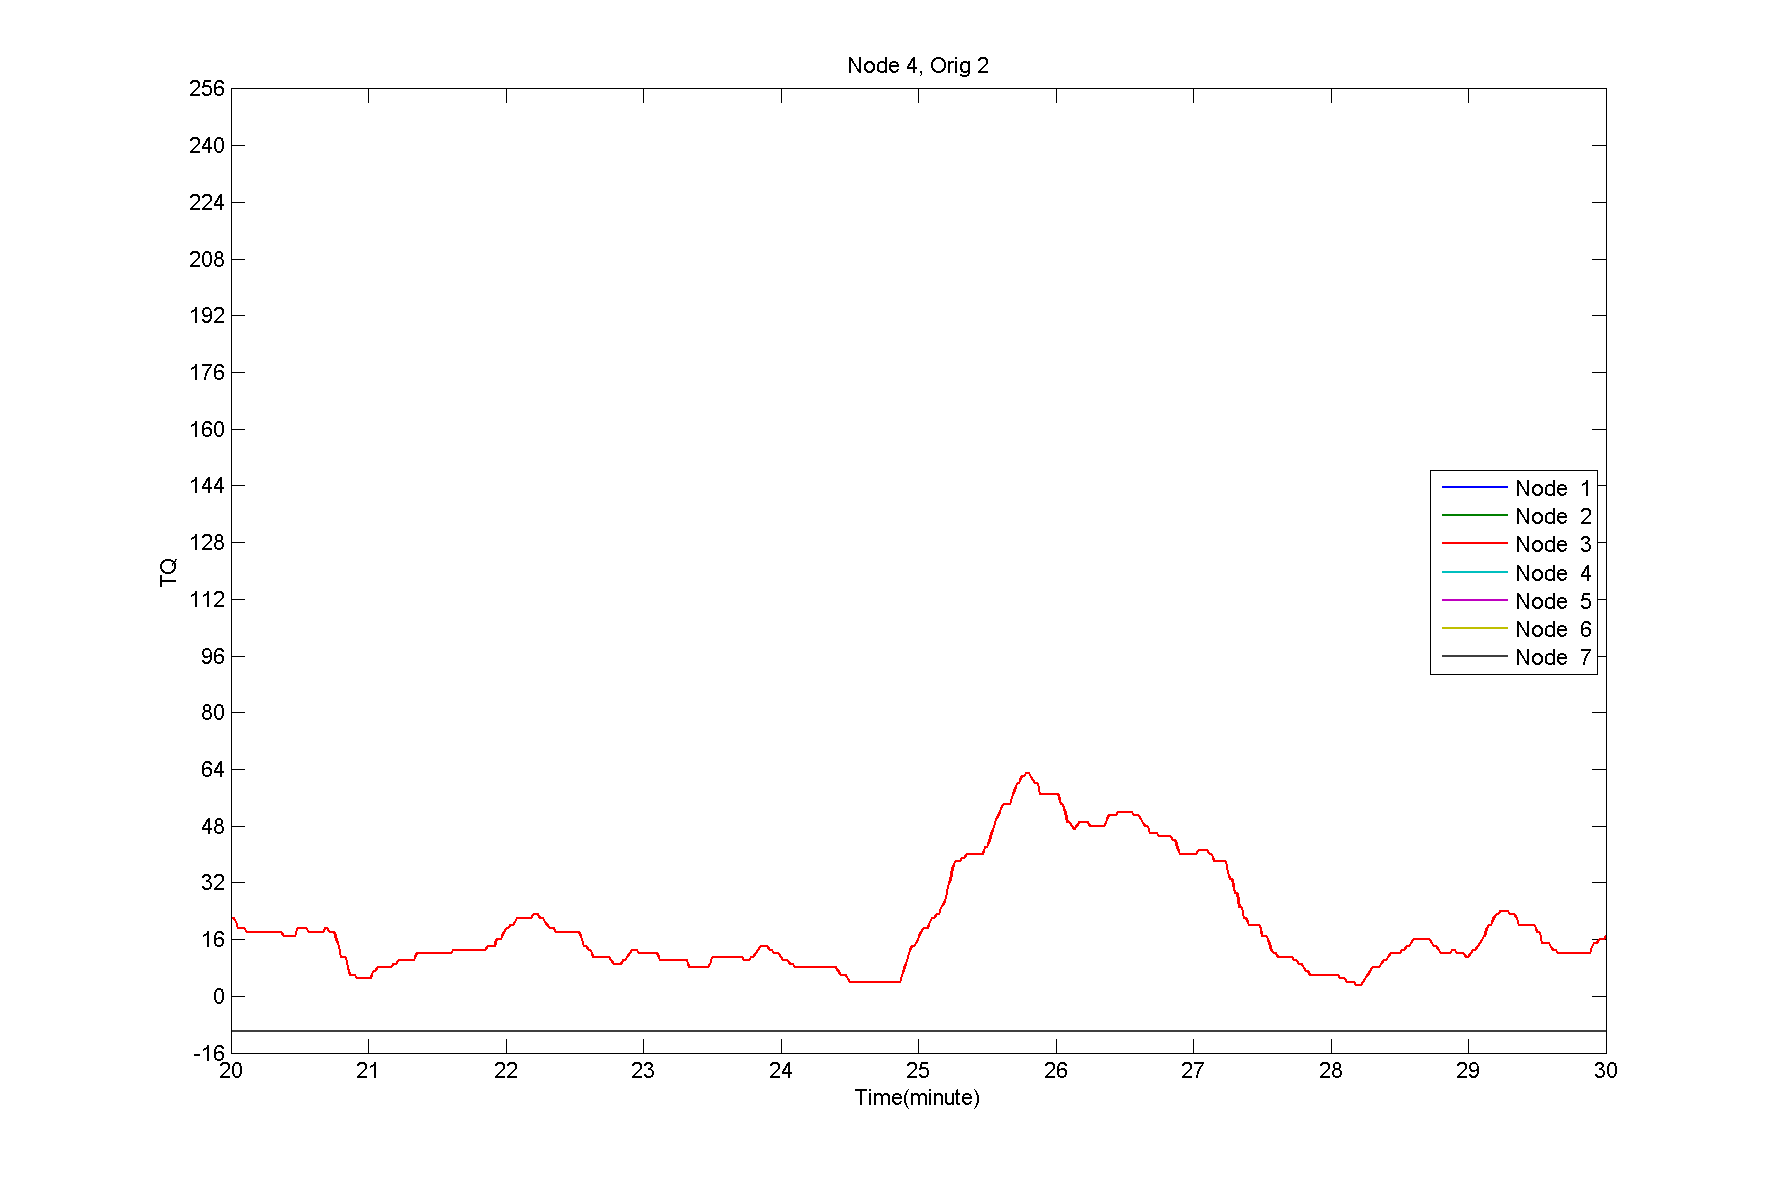 Node 4, Orig 2
256
240
224
208
192
176
160
144
128
112
96
80
64
48
32
16
0
-16
TQ
Node 1
Node 2
Node 3
Node 4
Node 5
Node 6
Node 7
20 21 22 23 24 25 26 27 28 29 30
Time(minute)